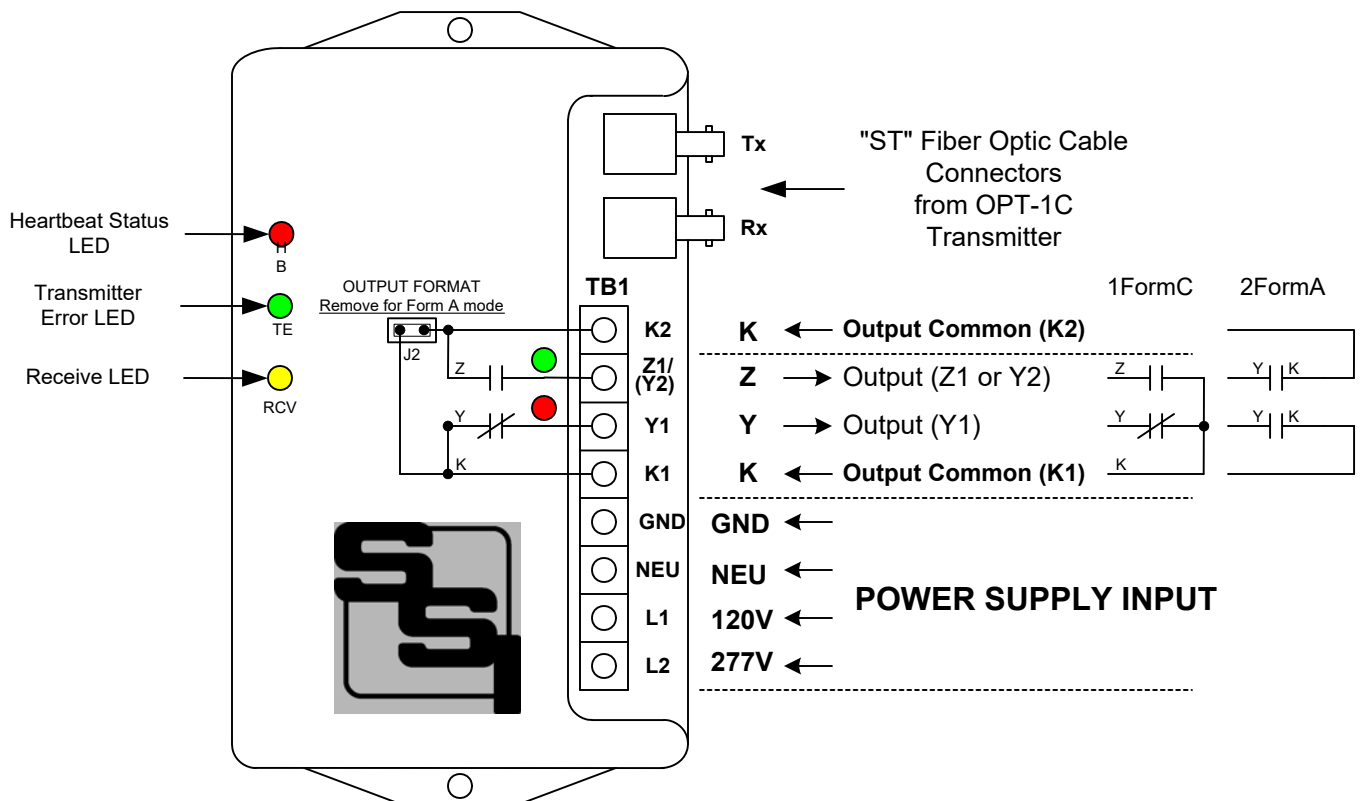 Tx
"ST" Fiber Optic Cable
Connectors
from OPT-1C
Transmitter
Rx
Heartbeat Status
LED
H
B
Transmitter
Error LED
TE
Receive LED
RCV
OUTPUT FORMAT
Remove for Form A mode
J2
Z
Y
K
TB1
K2
Z1/
(Y2)
Y1
K1
GND
NEU
L1
L2
K
Output Common (K2)
Z
Output (Z1 or Y2)
Y
Output (Y1)
K
Output Common (K1)
GND
NEU
120V
277V
POWER SUPPLY INPUT
1FormC
2FormA
Z
Y
K
Y K
Y K
SSI